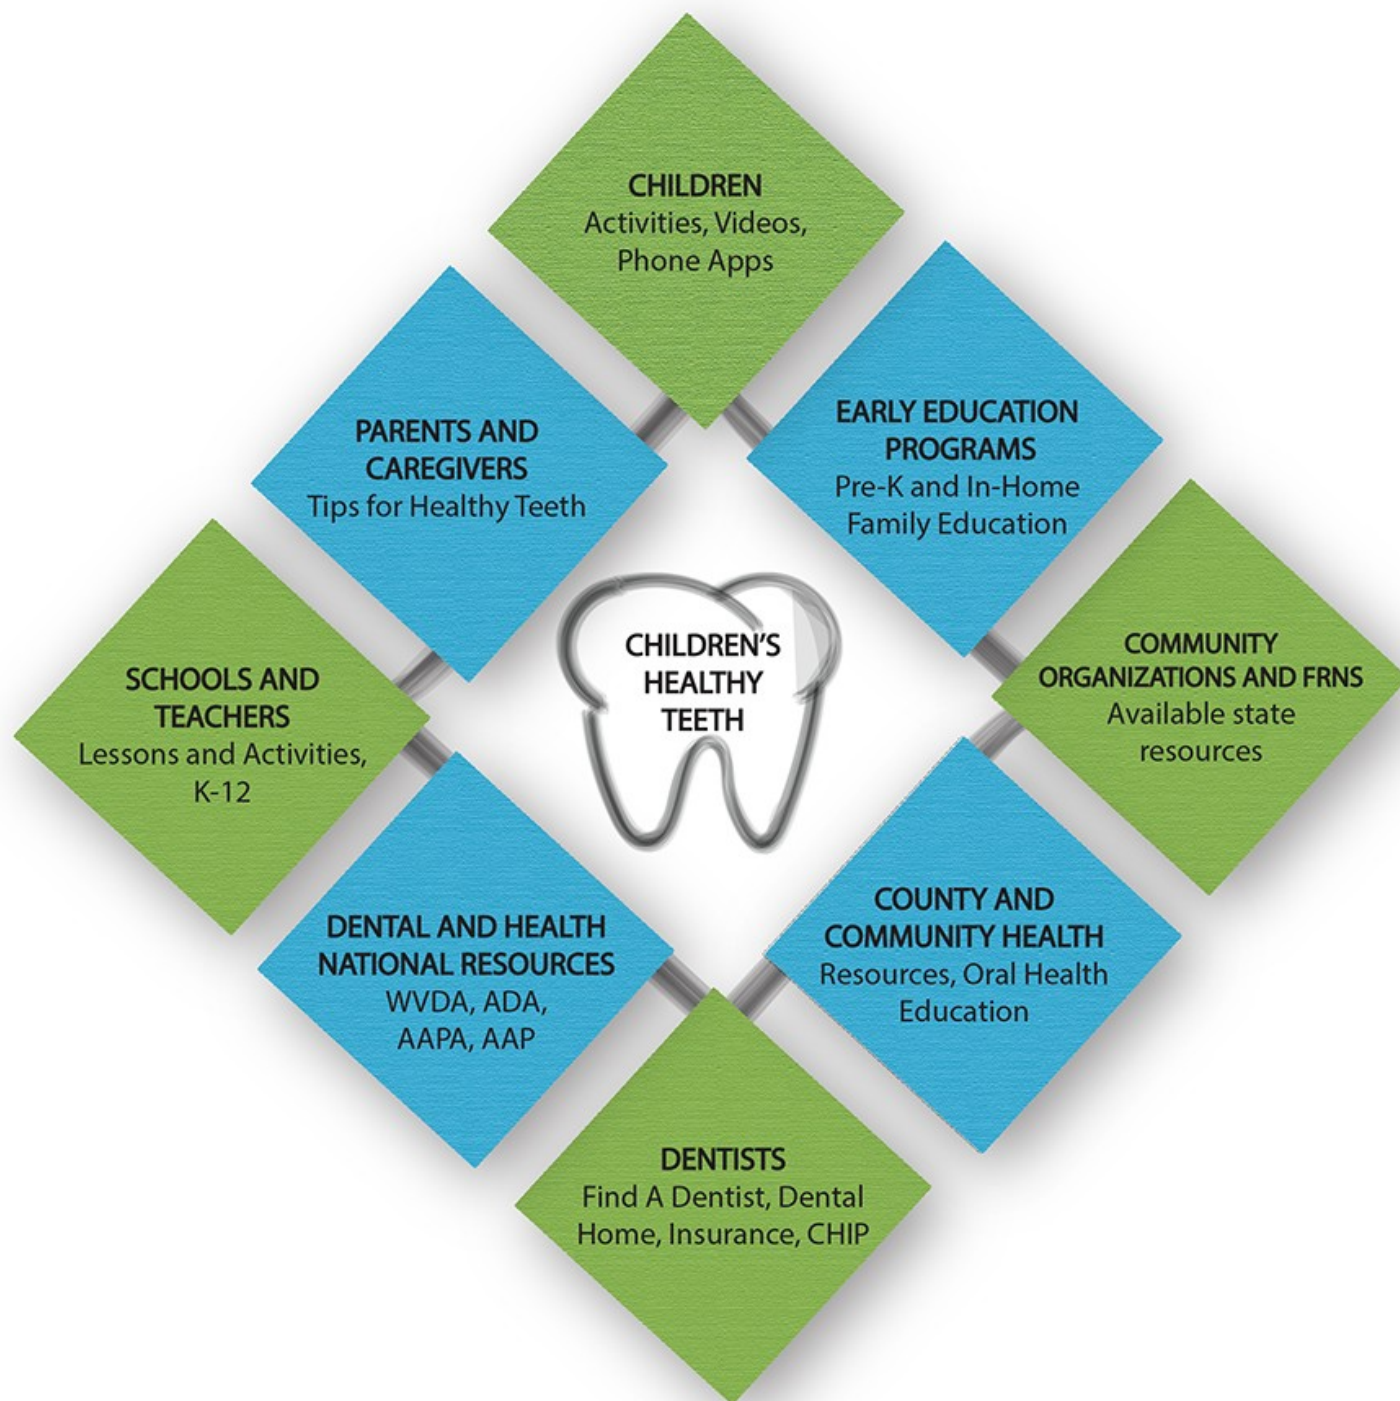 CHILDREN
Activities, Videos,
Phone Apps
PARENTS AND
CAREGIVERS
Tips for Healthy Teeth
EARLY EDUCATION
PROGRAMS
Pre-K and In-Home
Family Education
SCHOOLS AND
TEACHERS
Lessons and Activities,
K-12
CHILDREN'S
HEALTHY
TEETH
COMMUNITY
ORGANIZATIONS AND FRNS
Available state
resources
DENTAL AND HEALTH
NATIONAL RESOURCES
WVDA, ADA,
AAPA, AAP
COUNTY AND
COMMUNITY HEALTH
Resources, Oral Health
Education
DENTISTS
Find A Dentist, Dental
Home, Insurance, CHIP